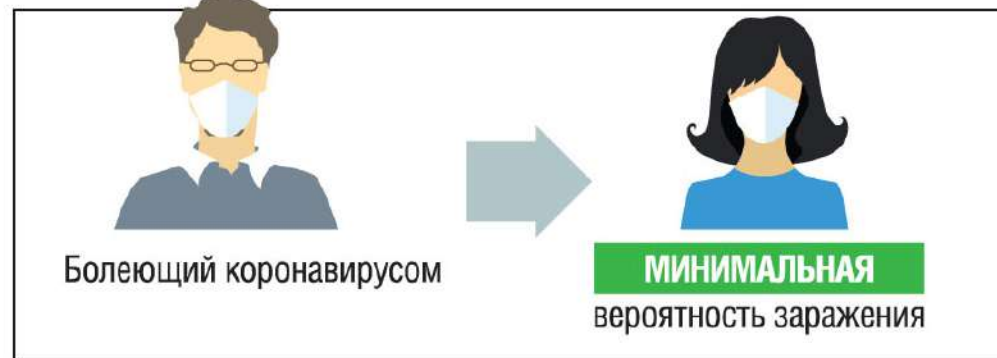 Болеющий коронавирусом
МИНИМАЛЬНАЯ
вероятность заражения